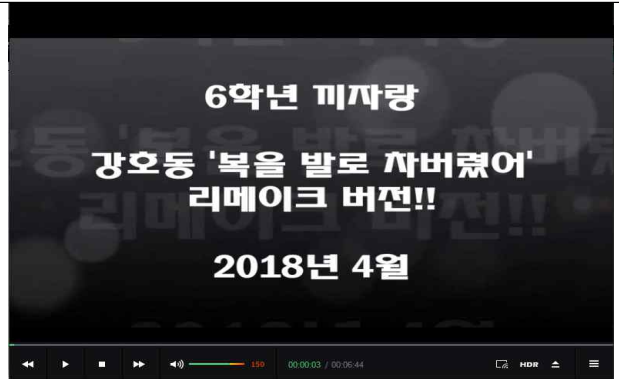 6학년 끼자랑
강호동 '복을 발로 차버렸어'
리메이크 버전!!
2018년 4월
150
00:00:03 / 00:06:44
HDR